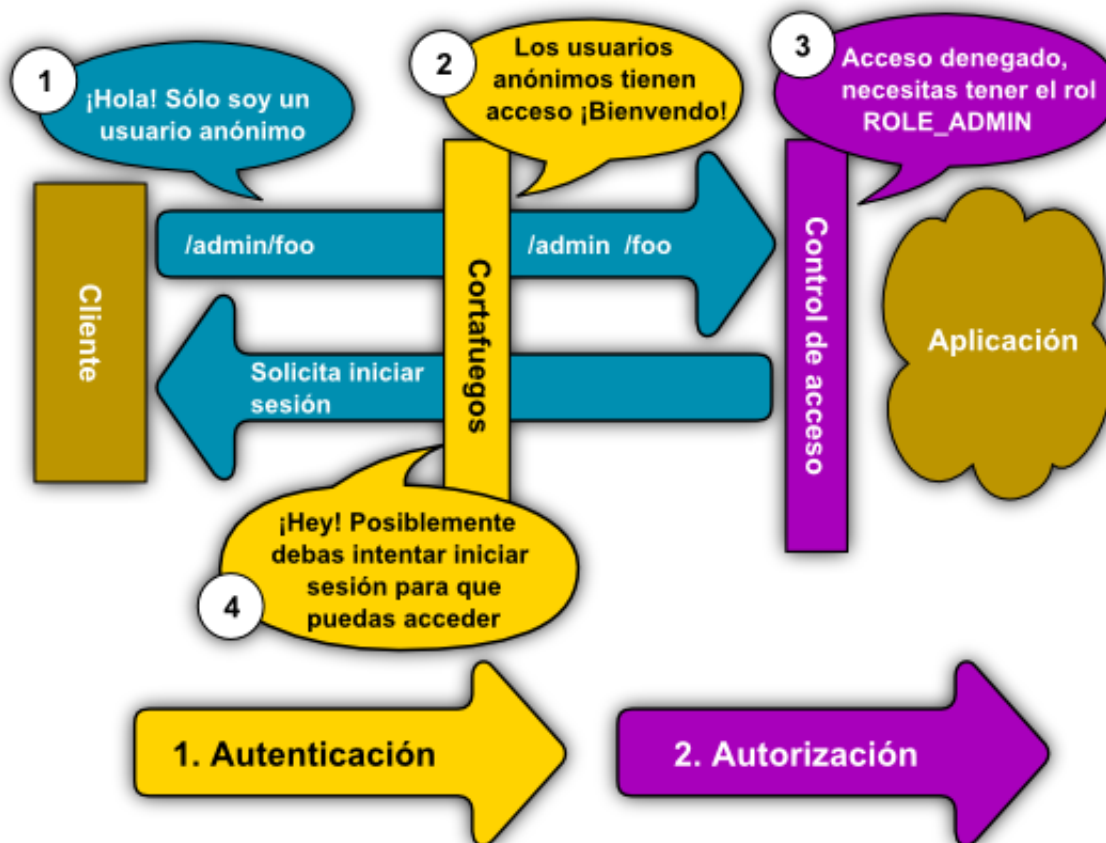 1
¡Hola! Sólo soy un
usuario anónimo
2
Los usuarios
anónimos tienen
acceso ¡Bienvendo!
3
Acceso denegado,
necesitas tener el rol
ROLE_ADMIN
Cliente
/admin/foo
Cortafuegos
/admin /foo
Control de acceso
Aplicación
Solicita iniciar
sesión
4
¡Hey! Posiblemente
debas intentar iniciar
sesión para que
puedas acceder
1. Autenticación
2. Autorización